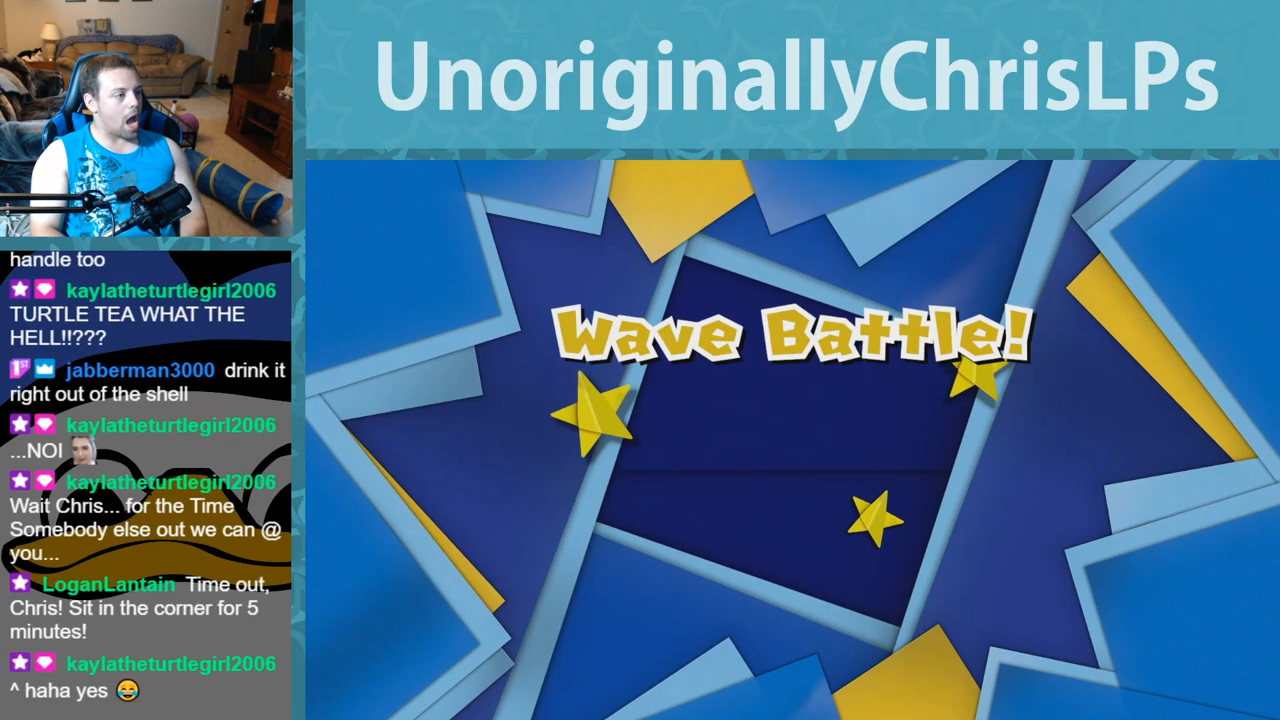 UnoriginallyChrisLPs
Wave Battle!
handle too
kaylatheturtlegirl2006
TURTLE TEA WHAT THE
HELL!!???
1ST jabberman3000 drink it
right out of the shell
kaylatheturtlegirl2006
...NO!
kaylatheturtlegirl2006
Wait Chris... for the Time
Somebody else out we can @
you...
LoganLantain Time out,
Chris! Sit in the corner for 5
minutes!
kaylatheturtlegirl2006
^ haha yes 😂